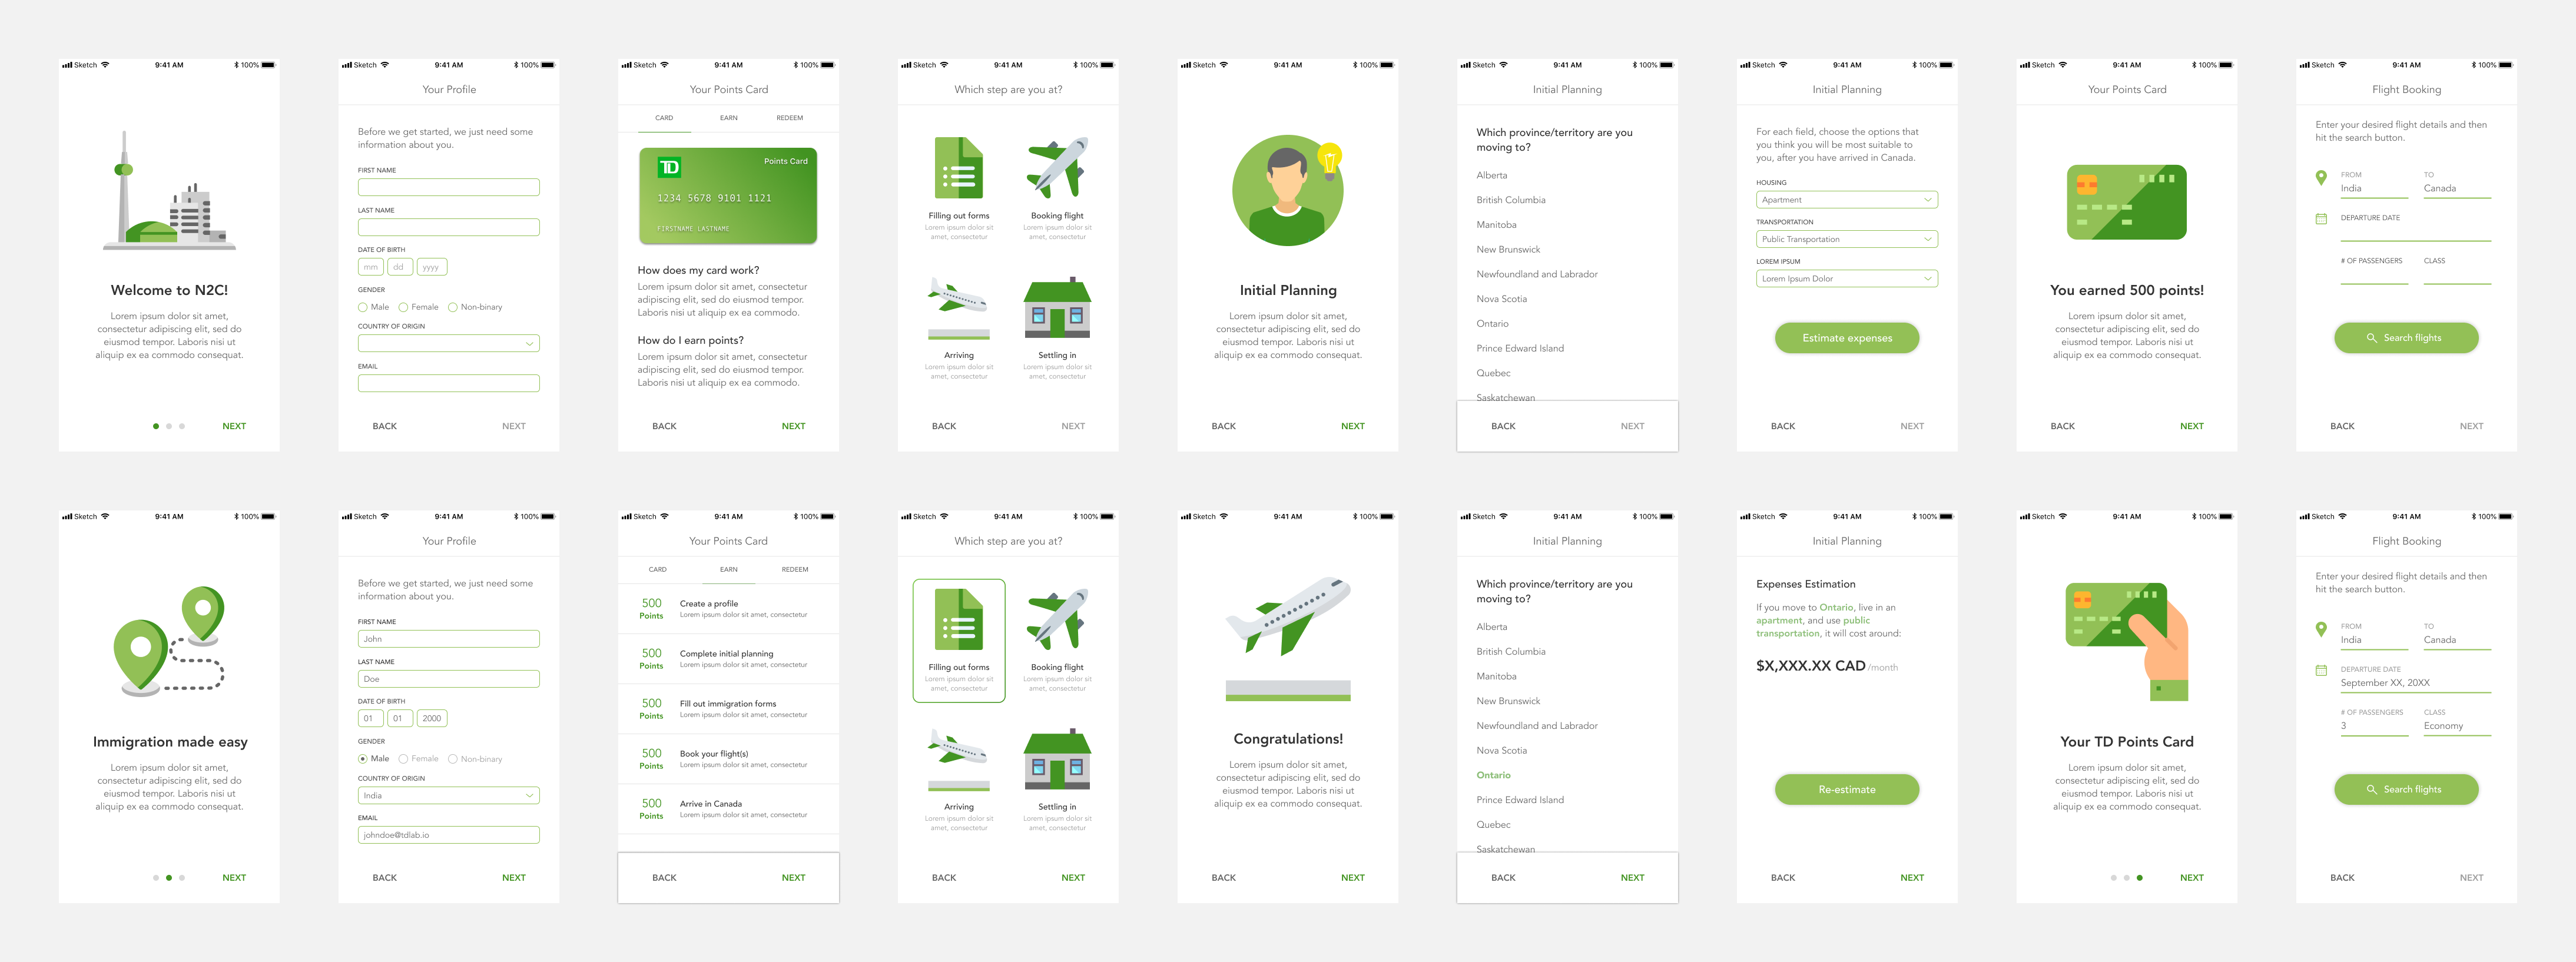 Sketch 9:41 AM 100%
Welcome to N2C!
Lorem ipsum dolor sit amet,
consectetur adipiscing elit, sed do
eiusmod tempor. Laboris nisi ut
aliquip ex ea commodo consequat.
NEXT
Sketch 9:41 AM 100%
Your Profile
Before we get started, we just need some
information about you.
FIRST NAME
LAST NAME
DATE OF BIRTH
mm dd yyyy
GENDER
Male Female Non-binary
COUNTRY OF ORIGIN
EMAIL
BACK NEXT
Sketch 9:41 AM 100%
Your Points Card
CARD EARN REDEEM
TD Points Card
1234 5678 9101 1121
FIRSTNAME LASTNAME
How does my card work?
Lorem ipsum dolor sit amet, consectetur
adipiscing elit, sed do eiusmod tempor.
Laboris nisi ut aliquip ex ea commodo.
How do I earn points?
Lorem ipsum dolor sit amet, consectetur
adipiscing elit, sed do eiusmod tempor.
Laboris nisi ut aliquip ex ea commodo.
BACK NEXT
Sketch 9:41 AM 100%
Which step are you at?
Filling out forms
Lorem ipsum dolor sit
amet, consectetur
Booking flight
Lorem ipsum dolor sit
amet, consectetur
Arriving
Lorem ipsum dolor sit
amet, consectetur
Settling in
Lorem ipsum dolor sit
amet, consectetur
BACK NEXT
Sketch 9:41 AM 100%
Initial Planning
Lorem ipsum dolor sit amet,
consectetur adipiscing elit, sed do
eiusmod tempor. Laboris nisi ut
aliquip ex ea commodo consequat.
BACK NEXT
Sketch 9:41 AM 100%
Initial Planning
Which province/territory are you
moving to?
Alberta
British Columbia
Manitoba
New Brunswick
Newfoundland and Labrador
Nova Scotia
Ontario
Prince Edward Island
Quebec
Saskatchewan
BACK NEXT
Sketch 9:41 AM 100%
Initial Planning
For each field, choose the options that
you think you will be most suitable to
you, after you have arrived in Canada.
HOUSING
Apartment
TRANSPORTATION
Public Transportation
LOREM IPSUM
Lorem Ipsum Dolor
Estimate expenses
BACK NEXT
Sketch 9:41 AM 100%
Your Points Card
You earned 500 points!
Lorem ipsum dolor sit amet,
consectetur adipiscing elit, sed do
eiusmod tempor. Laboris nisi ut
aliquip ex ea commodo consequat.
BACK NEXT
Sketch 9:41 AM 100%
Flight Booking
Enter your desired flight details and then
hit the search button.
FROM TO
India Canada
DEPARTURE DATE
# OF PASSENGERS CLASS
Search flights
BACK NEXT
Sketch 9:41 AM 100%
Immigration made easy
Lorem ipsum dolor sit amet,
consectetur adipiscing elit, sed do
eiusmod tempor. Laboris nisi ut
aliquip ex ea commodo consequat.
NEXT
Sketch 9:41 AM 100%
Your Profile
Before we get started, we just need some
information about you.
FIRST NAME
John
LAST NAME
Doe
DATE OF BIRTH
01 01 2000
GENDER
Male Female Non-binary
COUNTRY OF ORIGIN
India
EMAIL
johndoe@tdlab.io
BACK NEXT
Sketch 9:41 AM 100%
Your Points Card
CARD EARN REDEEM
500 Create a profile
Points Lorem ipsum dolor sit amet, consectetur
500 Complete initial planning
Points Lorem ipsum dolor sit amet, consectetur
500 Fill out immigration forms
Points Lorem ipsum dolor sit amet, consectetur
500 Book your flight(s)
Points Lorem ipsum dolor sit amet, consectetur
500 Arrive in Canada
Points Lorem ipsum dolor sit amet, consectetur
BACK NEXT
Sketch 9:41 AM 100%
Which step are you at?
Filling out forms
Lorem ipsum dolor sit
amet, consectetur
Booking flight
Lorem ipsum dolor sit
amet, consectetur
Arriving
Lorem ipsum dolor sit
amet, consectetur
Settling in
Lorem ipsum dolor sit
amet, consectetur
BACK NEXT
Sketch 9:41 AM 100%
Congratulations!
Lorem ipsum dolor sit amet,
consectetur adipiscing elit, sed do
eiusmod tempor. Laboris nisi ut
aliquip ex ea commodo consequat.
BACK NEXT
Sketch 9:41 AM 100%
Initial Planning
Which province/territory are you
moving to?
Alberta
British Columbia
Manitoba
New Brunswick
Newfoundland and Labrador
Nova Scotia
Ontario
Prince Edward Island
Quebec
Saskatchewan
BACK NEXT
Sketch 9:41 AM 100%
Initial Planning
Expenses Estimation
If you move to Ontario, live in an
apartment, and use public
transportation, it will cost around:
$X,XXX.XX CAD /month
Re-estimate
BACK NEXT
Sketch 9:41 AM 100%
Your TD Points Card
Lorem ipsum dolor sit amet,
consectetur adipiscing elit, sed do
eiusmod tempor. Laboris nisi ut
aliquip ex ea commodo consequat.
NEXT
Sketch 9:41 AM 100%
Flight Booking
Enter your desired flight details and then
hit the search button.
FROM TO
India Canada
DEPARTURE DATE
September XX, 20XX
# OF PASSENGERS CLASS
3 Economy
Search flights
BACK NEXT